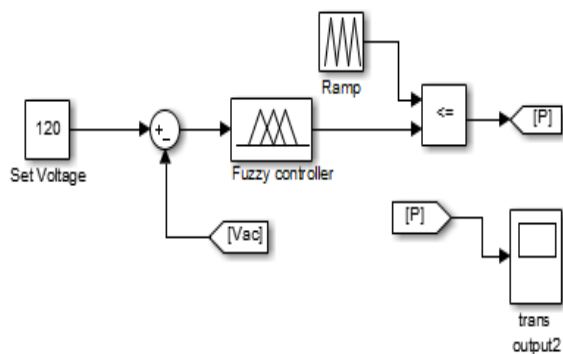 Ramp
120
Set Voltage
+
-
Fuzzy controller
<=
[P]
[Vac]
[P]
trans
output2